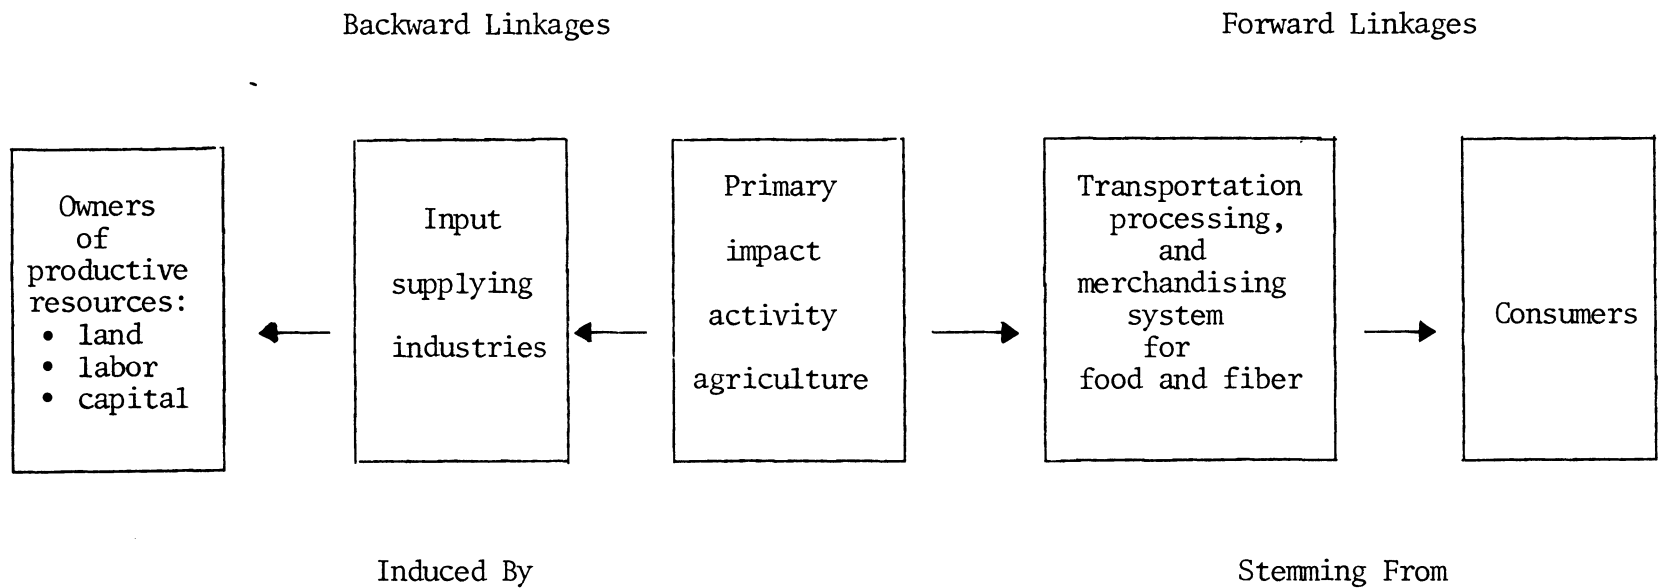 Backward Linkages
Forward Linkages
Owners
of
productive
resources:
• land
• labor
• capital
Input
supplying
industries
Primary
impact
activity
agriculture
Transportation
processing,
and
merchandising
system
for
food and fiber
Consumers
Induced By
Stemming From